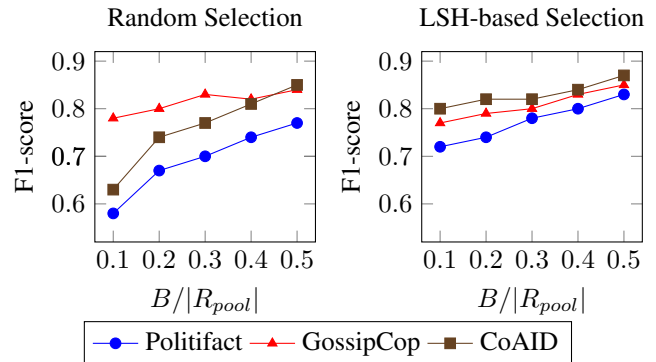 Random Selection
LSH-based Selection
0.9
0.8
0.7
0.6
F1-score
0.1 0.2 0.3 0.4 0.5
B/|R_pool|
0.9
0.8
0.7
0.6
F1-score
0.1 0.2 0.3 0.4 0.5
B/|R_pool|
Politifact GossipCop CoAID